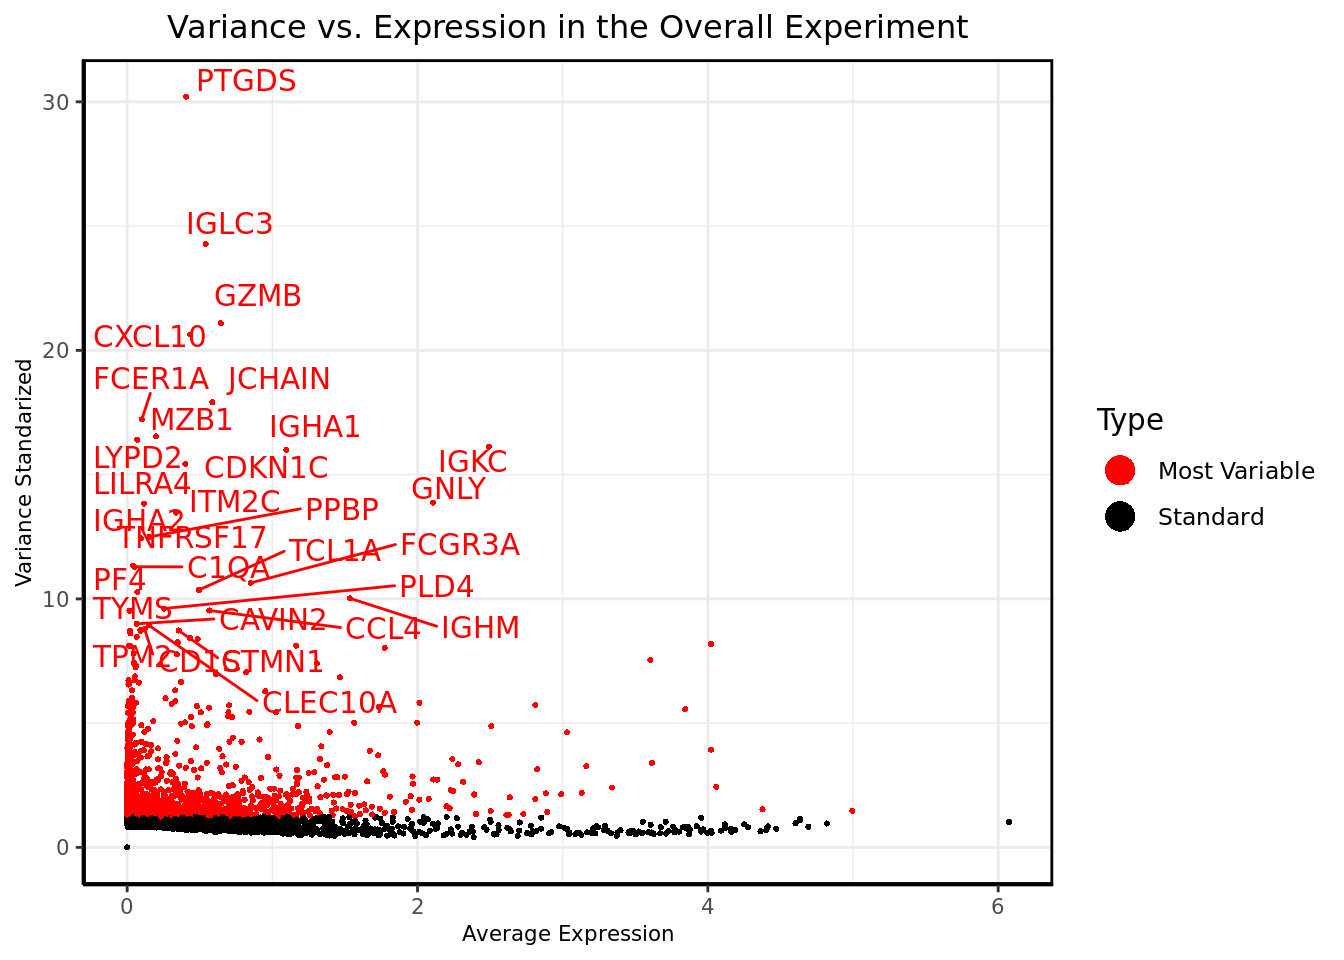 Variance vs. Expression in the Overall Experiment
PTGDS
IGLC3
GZMB
CXCL10
FCER1A
JCHAIN
MZB1
IGHA1
LYPD2
CDKN1C
IGKC
LILRA4
GNLY
ITM2C
PPBP
IGHA2
TNFRSF17
TCL1A
FCGR3A
C1QA
PF4
PLD4
TYMS
CAVIN2
CCL4
IGHM
TPM2
CD1C
STMN1
CLEC10A
30
20
10
0
0
2
4
6
Variance Standarized
Average Expression
Type
Most Variable
Standard